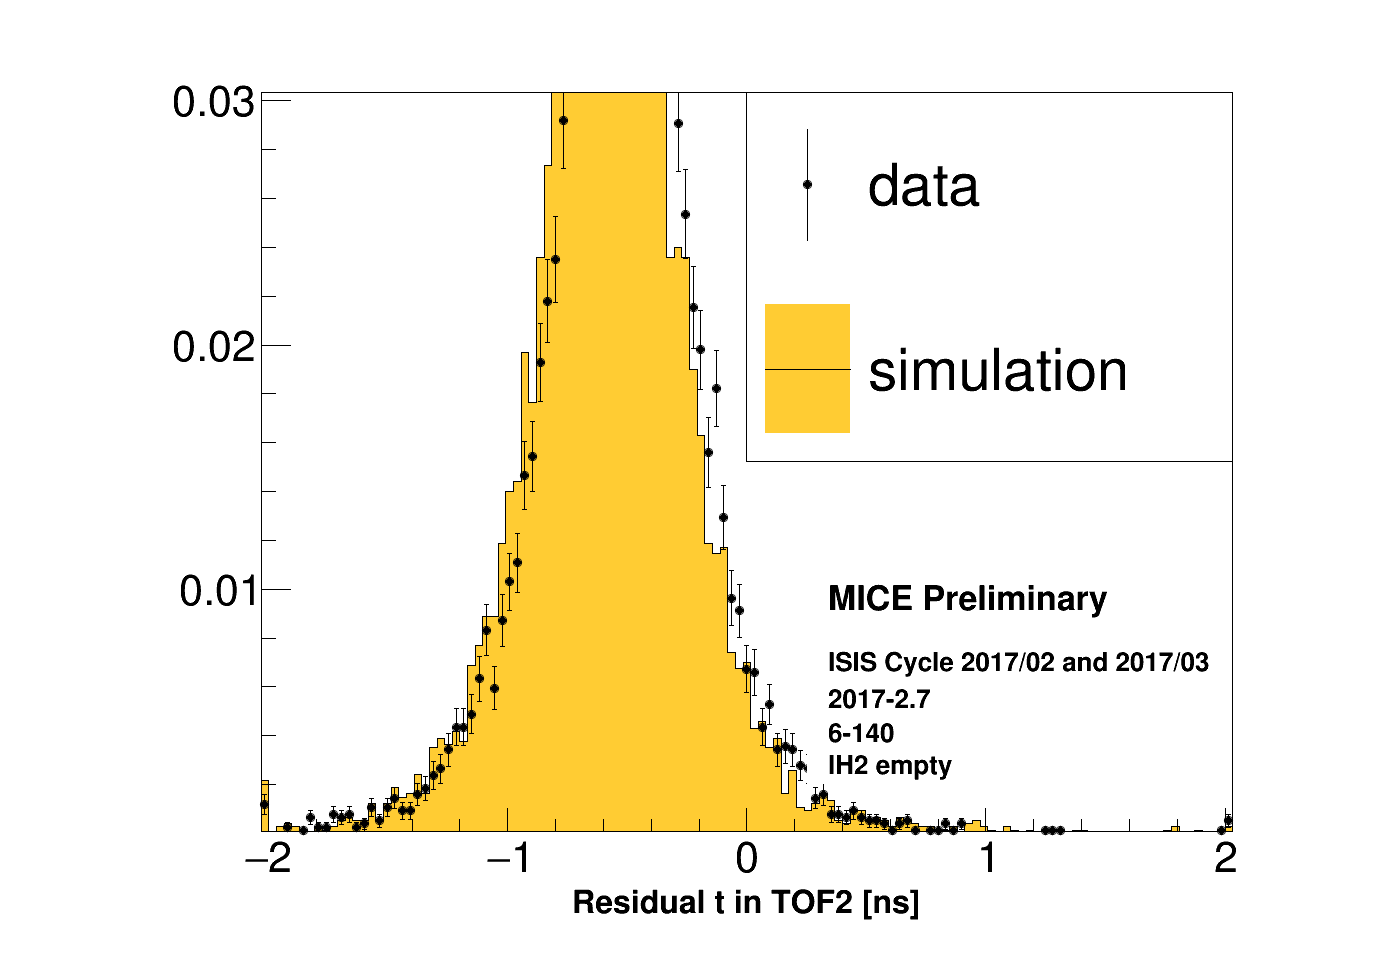 0.03
data
0.02
simulation
0.01
MICE Preliminary
ISIS Cycle 2017/02 and 2017/03
2017-2.7
6-140
IH2 empty
−2 −1 0 1 2
Residual t in TOF2 [ns]